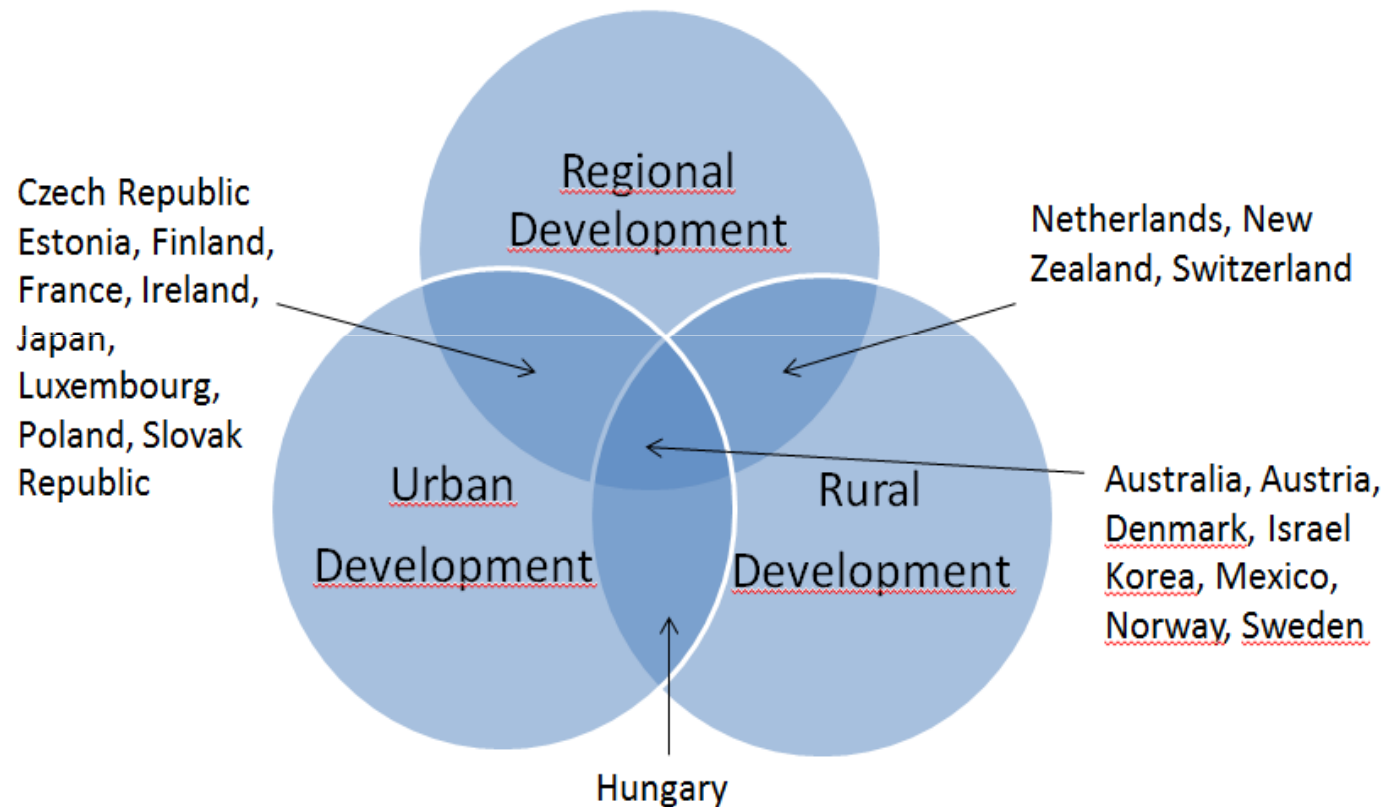 Regional
Development
Czech Republic
Estonia, Finland,
France, Ireland,
Japan,
Luxembourg,
Poland, Slovak
Republic
Netherlands, New
Zealand, Switzerland
Urban
Development
Rural
Development
Australia, Austria,
Denmark, Israel
Korea, Mexico,
Norway, Sweden
Hungary